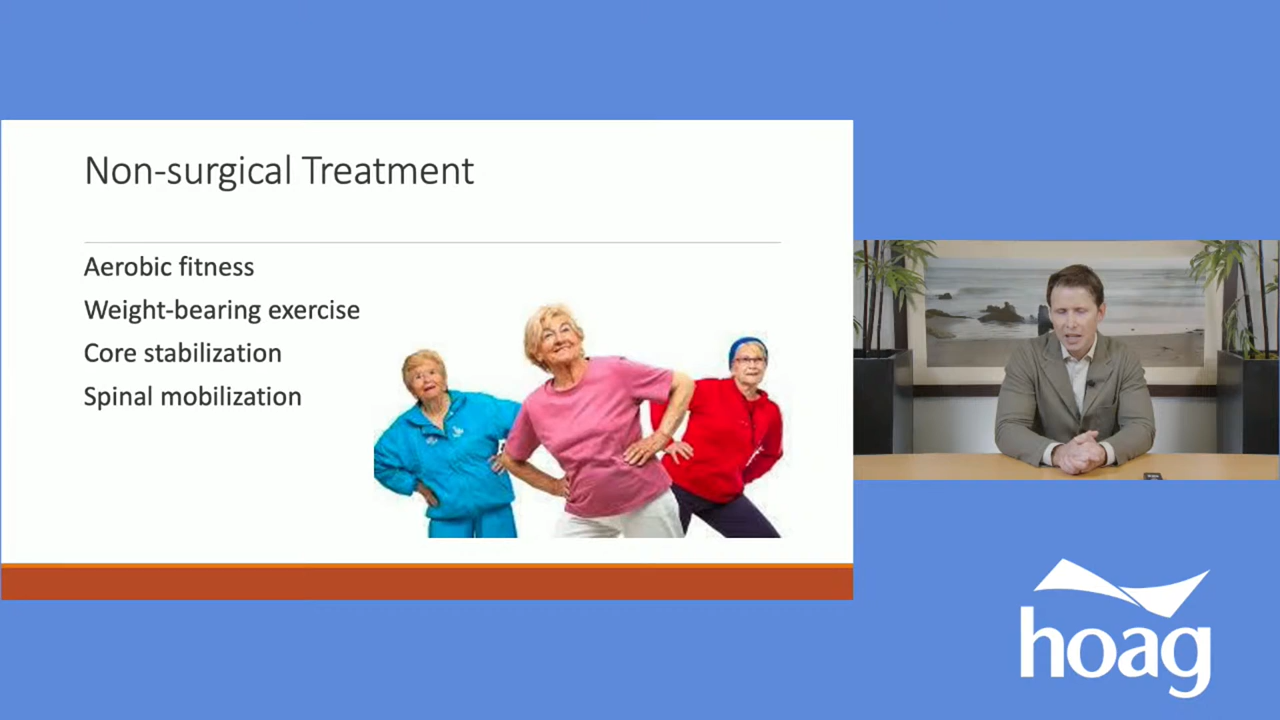 Non-surgical Treatment
Aerobic fitness
Weight-bearing exercise
Core stabilization
Spinal mobilization
hoag